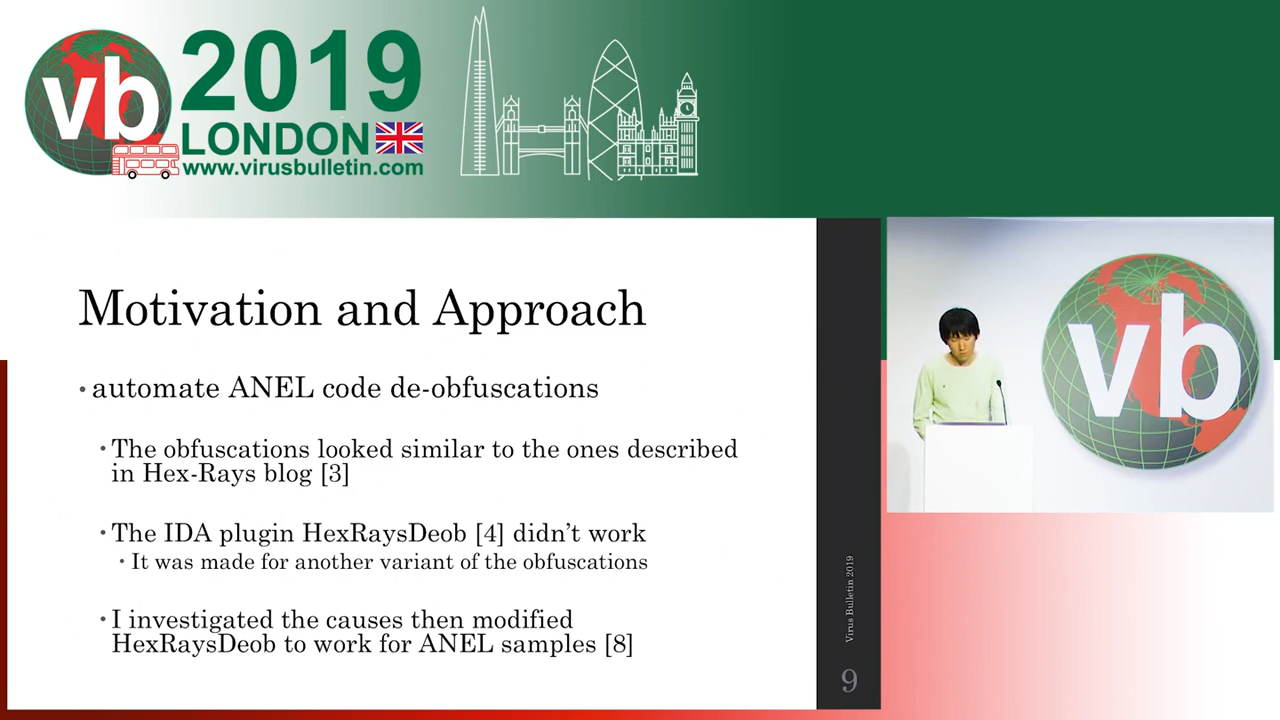 vb
2019
LONDON
www.virusbulletin.com
Motivation and Approach
• automate ANEL code de-obfuscations
• The obfuscations looked similar to the ones described
in Hex-Rays blog [3]
• The IDA plugin HexRaysDeob [4] didn't work
• It was made for another variant of the obfuscations
• I investigated the causes then modified
HexRaysDeob to work for ANEL samples [8]
Virus Bulletin 2019
9
vb